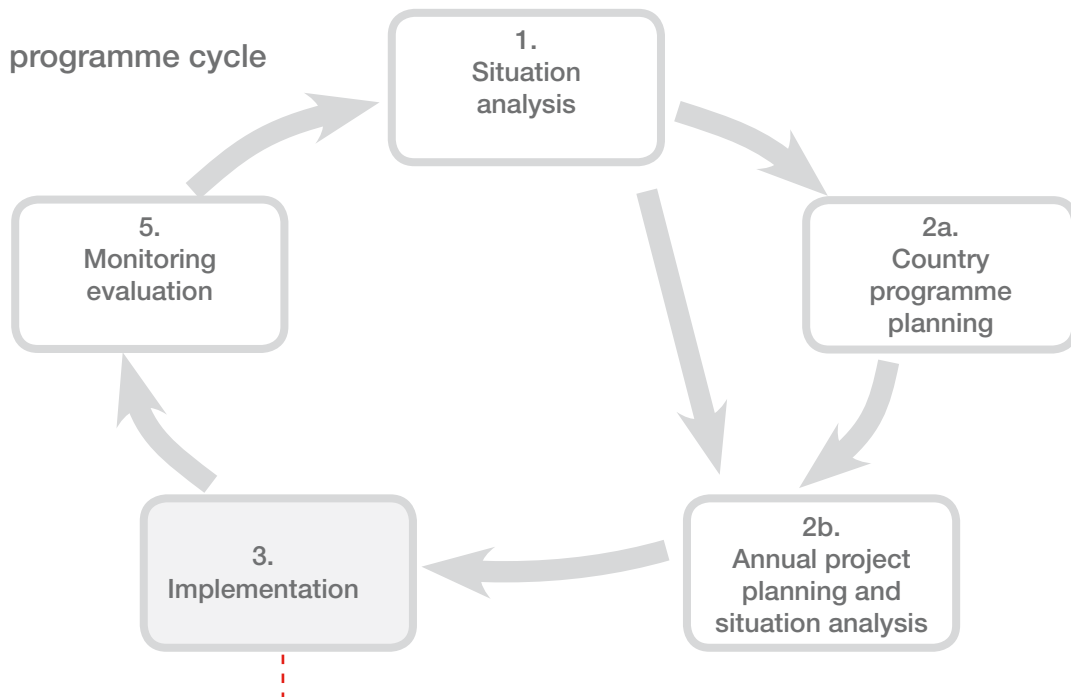 programme cycle
1.
Situation
analysis
2a.
Country
programme
planning
2b.
Annual project
planning and
situation analysis
3.
Implementation
5.
Monitoring
evaluation